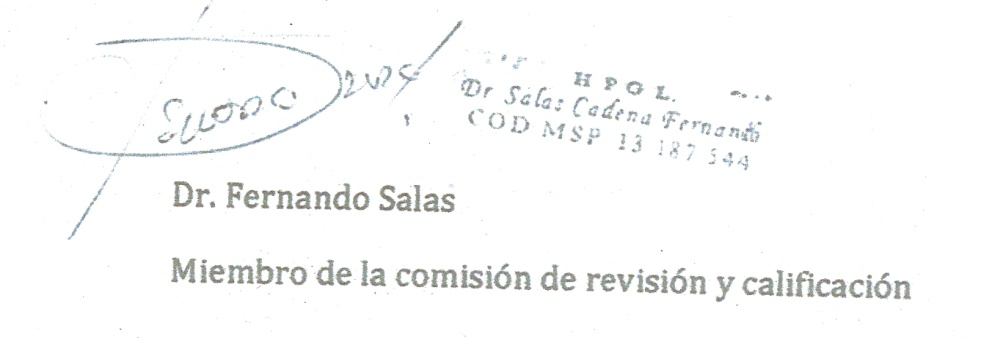 H P G L.
Dr Salas Cadena Fernando
COD MSP 13 187 544
Dr. Fernando Salas
Miembro de la comisión de revisión y calificación